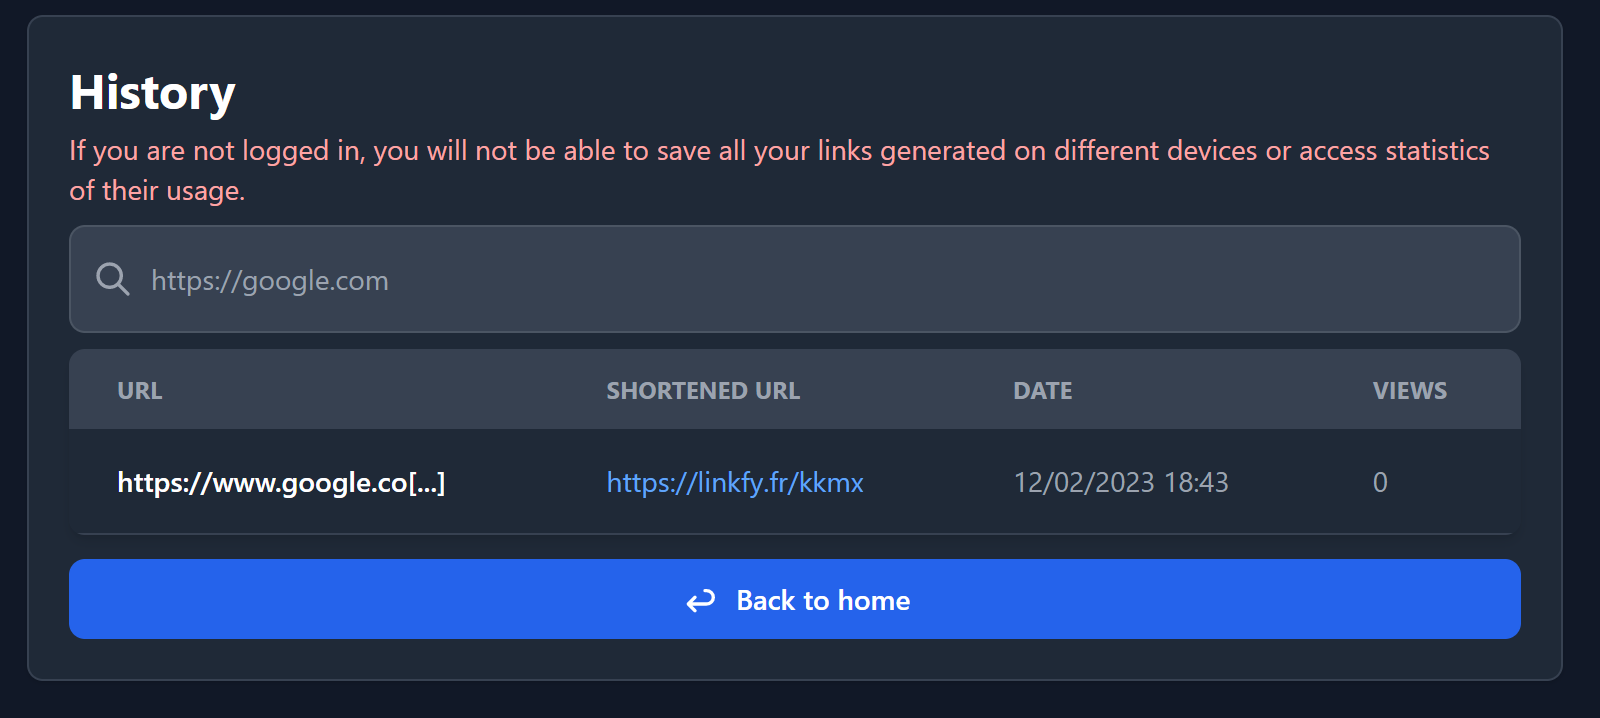 History
If you are not logged in, you will not be able to save all your links generated on different devices or access statistics
of their usage.
https://google.com
URL SHORTENED URL DATE VIEWS
https://www.google.co[...] https://linkfy.fr/kkmx 12/02/2023 18:43 0
Back to home